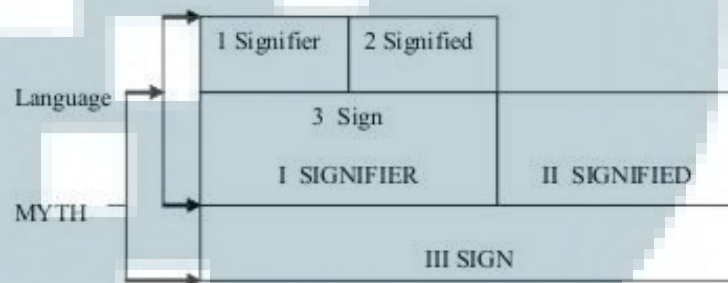 1 Signifier 2 Signified
Language
3 Sign
I SIGNIFIER II SIGNIFIED
MYTH
III SIGN